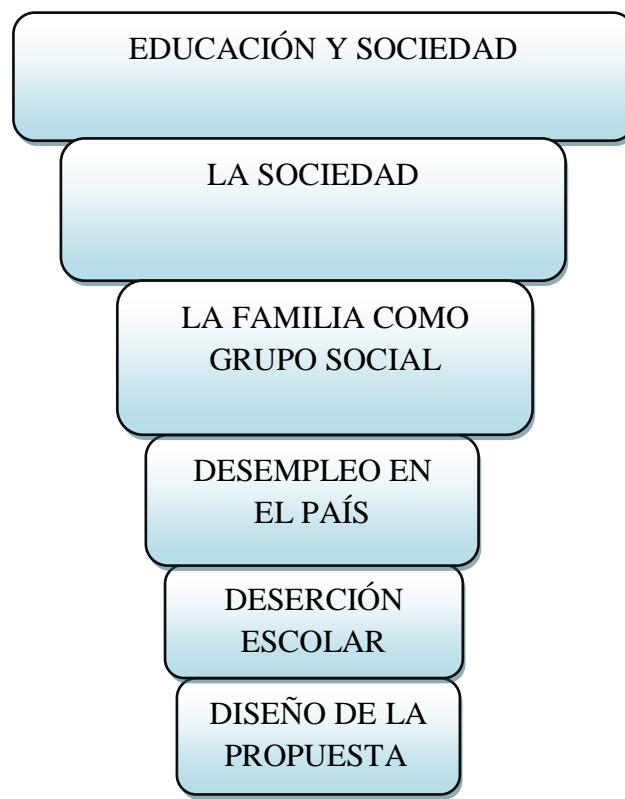 EDUCACIÓN Y SOCIEDAD
LA SOCIEDAD
LA FAMILIA COMO
GRUPO SOCIAL
DESEMPLEO EN
EL PAÍS
DESERCIÓN
ESCOLAR
DISEÑO DE LA
PROPUESTA